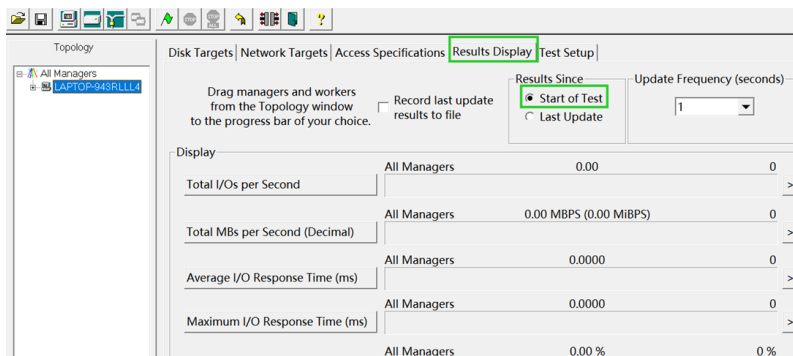 STOP
STOP
ALL
?
Topology
All Managers
LAPTOP-943RLLL4
Disk Targets Network Targets Access Specifications Results Display Test Setup
Drag managers and workers
from the Topology window
to the progress bar of your choice.
Record last update
results to file
Results Since
Start of Test
Last Update
Update Frequency (seconds)
1
Display
All Managers 0.00 0
Total I/Os per Second >
All Managers 0.00 MBPS (0.00 MiBPS) 0
Total MBs per Second (Decimal) >
All Managers 0.0000 0
Average I/O Response Time (ms) >
All Managers 0.0000 0
Maximum I/O Response Time (ms) >
All Managers 0.00 % 0 %